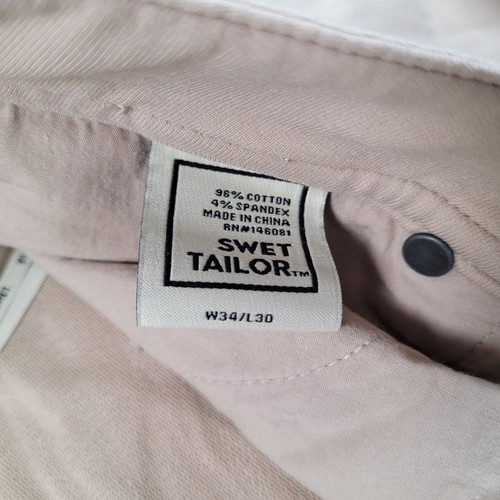 96% COTTON
4% SPANDEX
MADE IN CHINA
RN#146081
SWET
TAILOR™
W34/L30